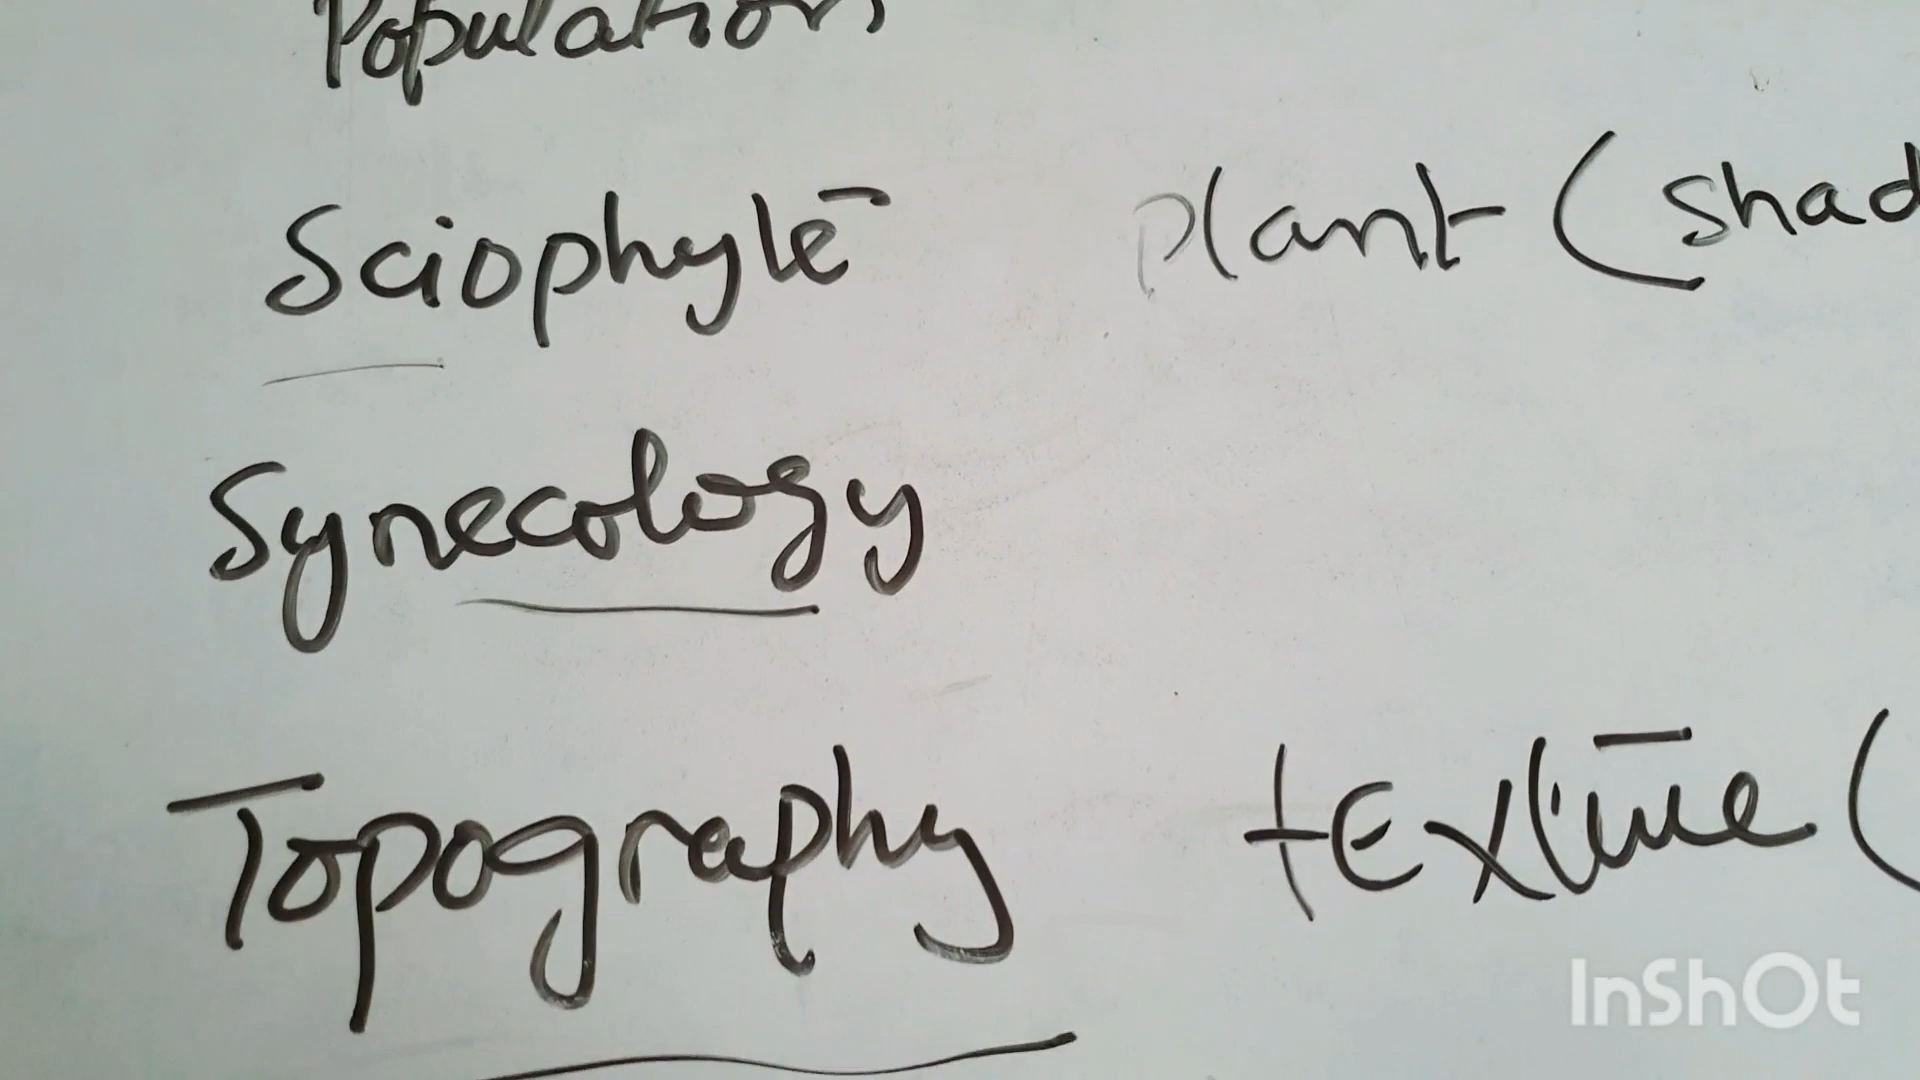 Population
Sciophyte plant (shad
Synecology
Topography texture (
InShOt